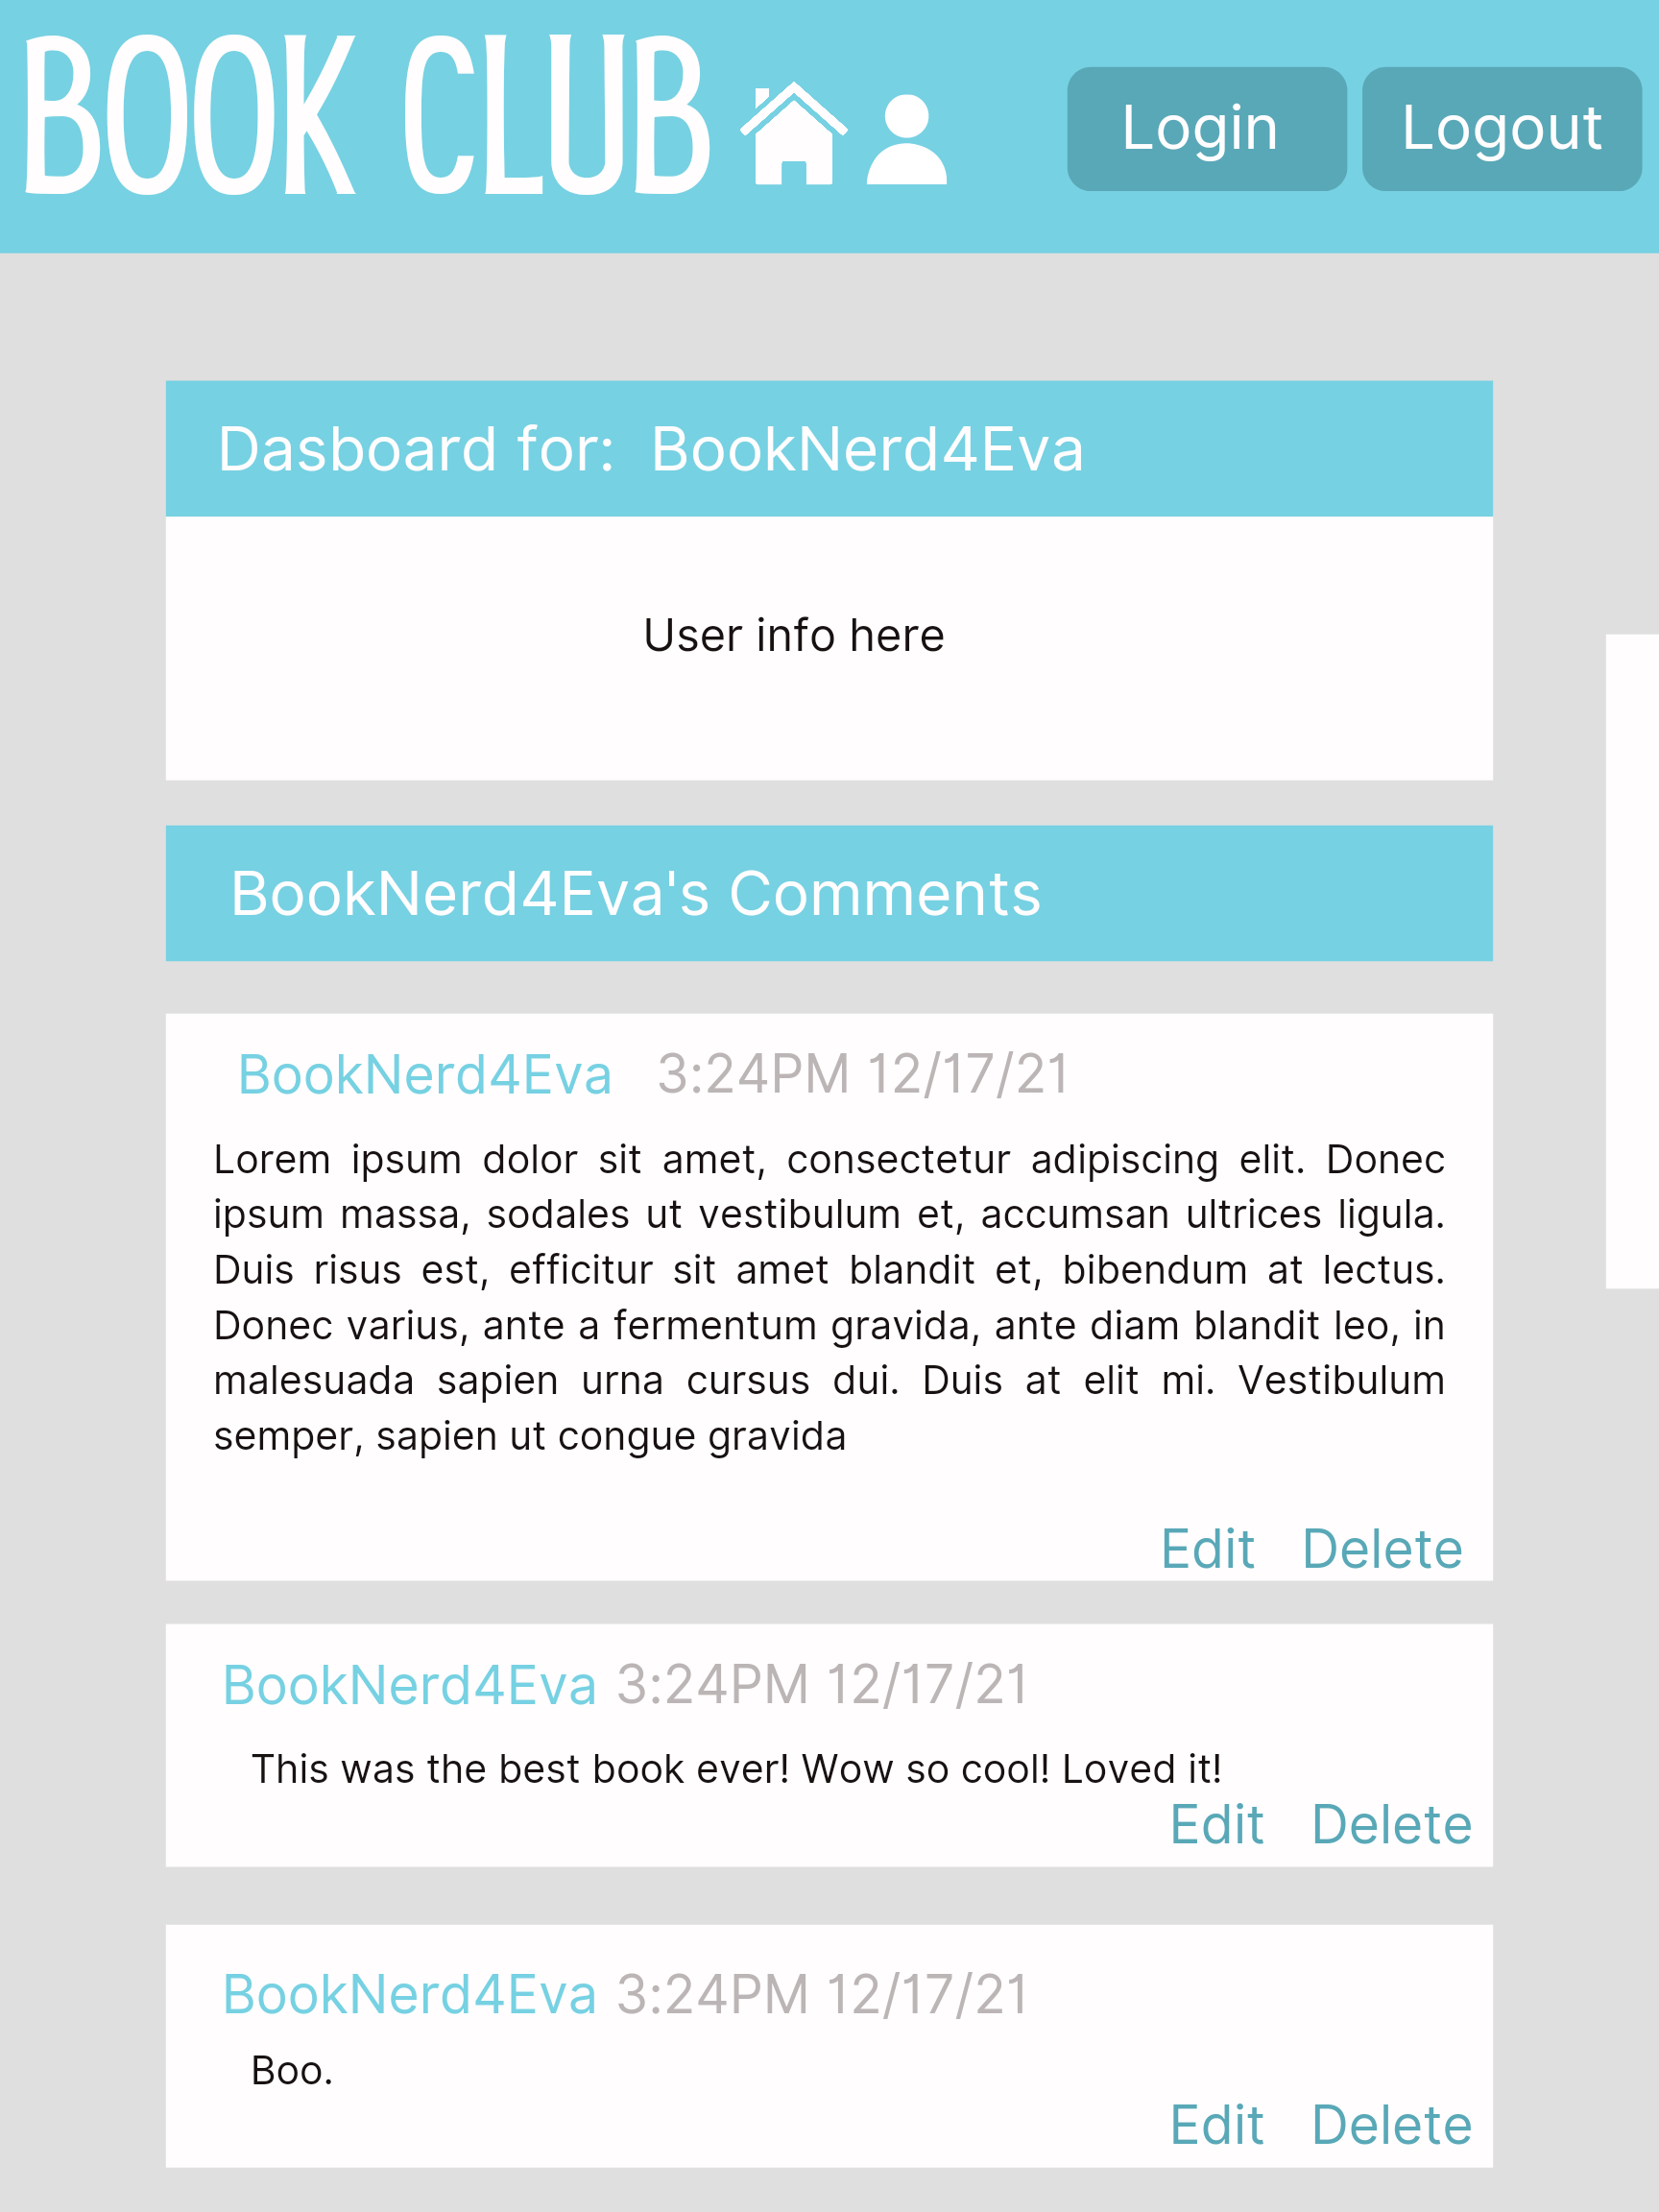 BOOK CLUB
Login
Logout
Dasboard for: BookNerd4Eva
User info here
BookNerd4Eva's Comments
BookNerd4Eva 3:24PM 12/17/21
Lorem ipsum dolor sit amet, consectetur adipiscing elit. Donec
ipsum massa, sodales ut vestibulum et, accumsan ultrices ligula.
Duis risus est, efficitur sit amet blandit et, bibendum at lectus.
Donec varius, ante a fermentum gravida, ante diam blandit leo, in
malesuada sapien urna cursus dui. Duis at elit mi. Vestibulum
semper, sapien ut congue gravida
Edit Delete
BookNerd4Eva 3:24PM 12/17/21
This was the best book ever! Wow so cool! Loved it!
Edit Delete
BookNerd4Eva 3:24PM 12/17/21
Boo.
Edit Delete